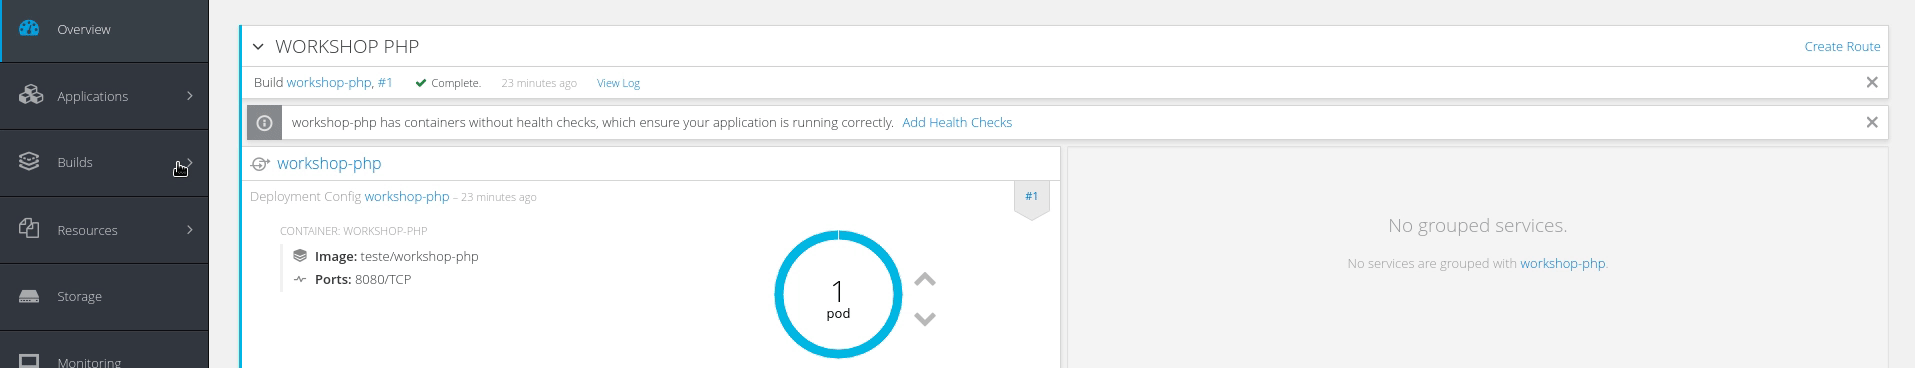 Overview
Applications
Builds
Resources
Storage
Monitoring
WORKSHOP PHP
Create Route
Build workshop-php, #1 Complete. 23 minutes ago View Log
workshop-php has containers without health checks, which ensure your application is running correctly. Add Health Checks
workshop-php
Deployment Config workshop-php – 23 minutes ago
#1
CONTAINER: WORKSHOP-PHP
Image: teste/workshop-php
Ports: 8080/TCP
1
pod
No grouped services.
No services are grouped with workshop-php.